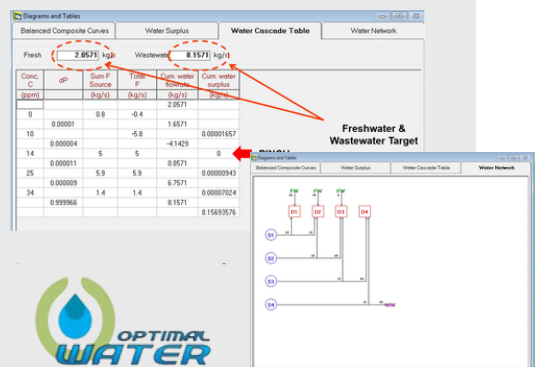 Diagrams and Tables
Balanced Composite Curves Water Surplus Water Cascade Table Water Network
Fresh 2.0571 kg/s Wastewater 8.1571 kg/s
Conc. C dP Sum F Source Total F Cum. water flowrate Cum. water surplus
(ppm) (kg/s) (kg/s) (kg/s) (kg/s)
2.0571
0 0.8 -0.4
0.00001 1.6571
10 -5.8 0.00001657
0.000004 -4.1429
14 5 5 0
0.000011 0.8571
25 5.9 5.9 0.00000943
0.000009 6.7571
34 1.4 1.4 0.00007024
0.999966 8.1571
8.15693576
Freshwater &
Wastewater Target
Diagrams and Tables
Balanced Composite Curves Water Surplus Water Cascade Table Water Network
FW FW FW
D1 D2 D3 D4
S1
S2
S3
S4 WW
OPTIMAL
WATER